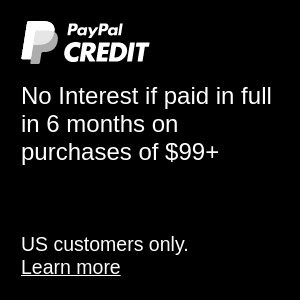 PayPal
CREDIT
No Interest if paid in full
in 6 months on
purchases of $99+
US customers only.
Learn more